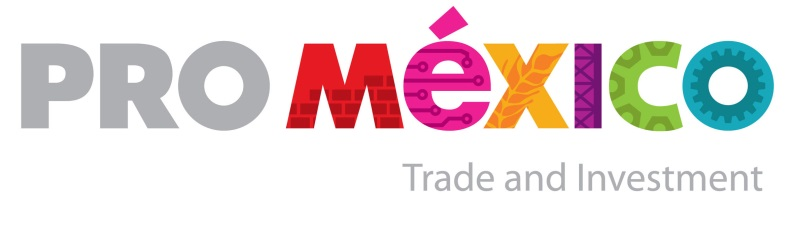 PRO MéXICO
Trade and Investment